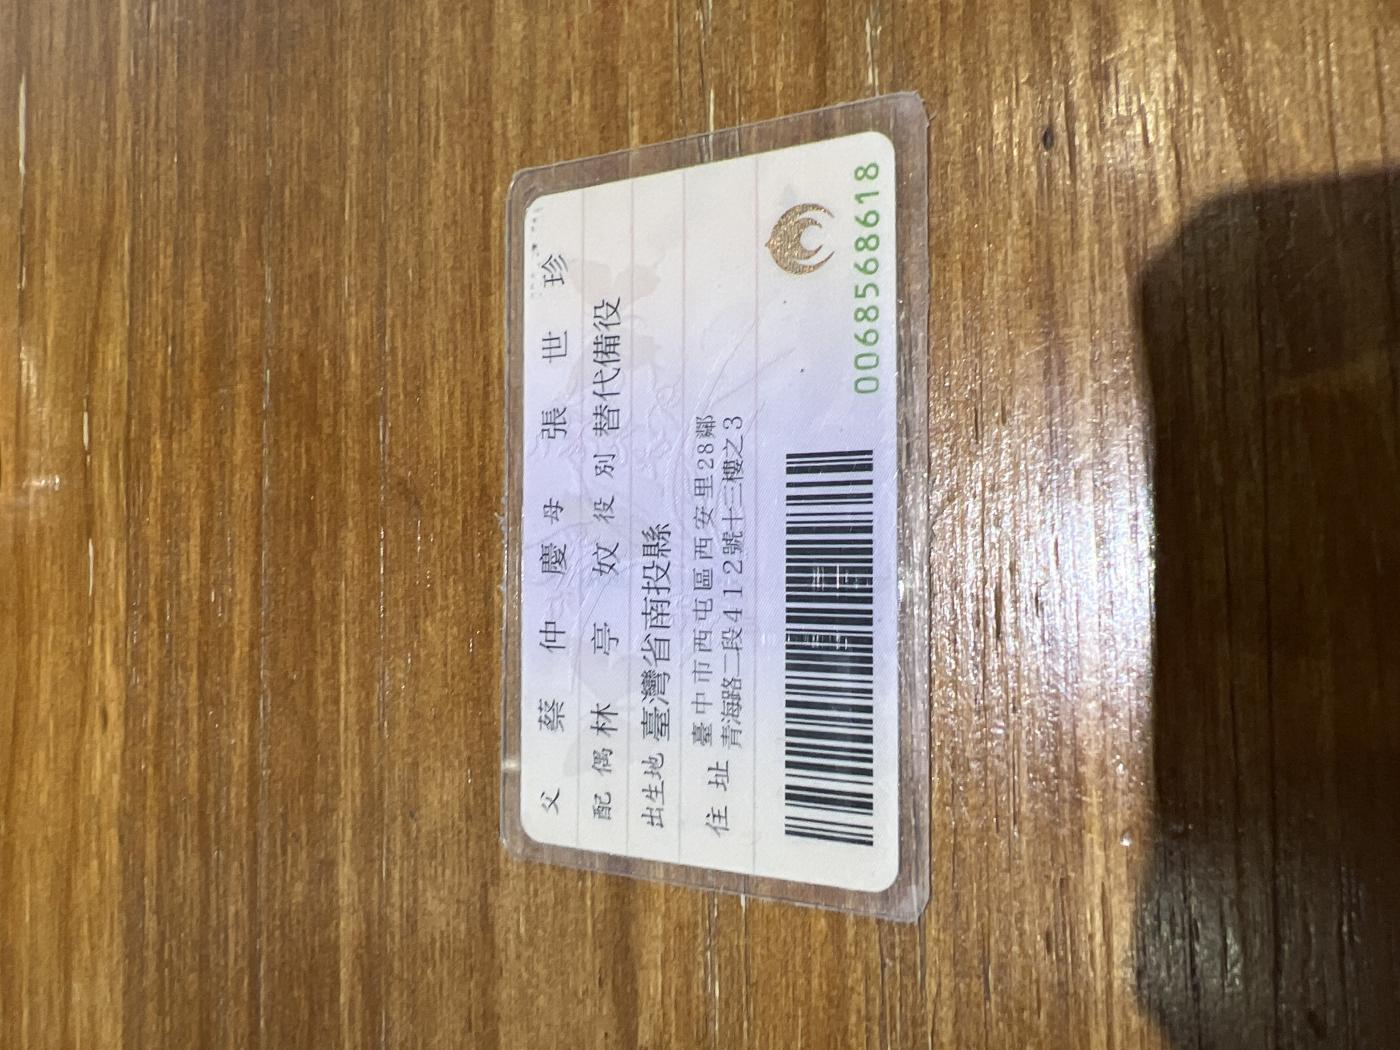 父 蔡仲慶 母 張世珍
配偶 林亭妏 役別 替代備役
出生地 臺灣省南投縣
住址 臺中市西屯區西安里28鄰
青海路二段412號十三樓之3
0068568618